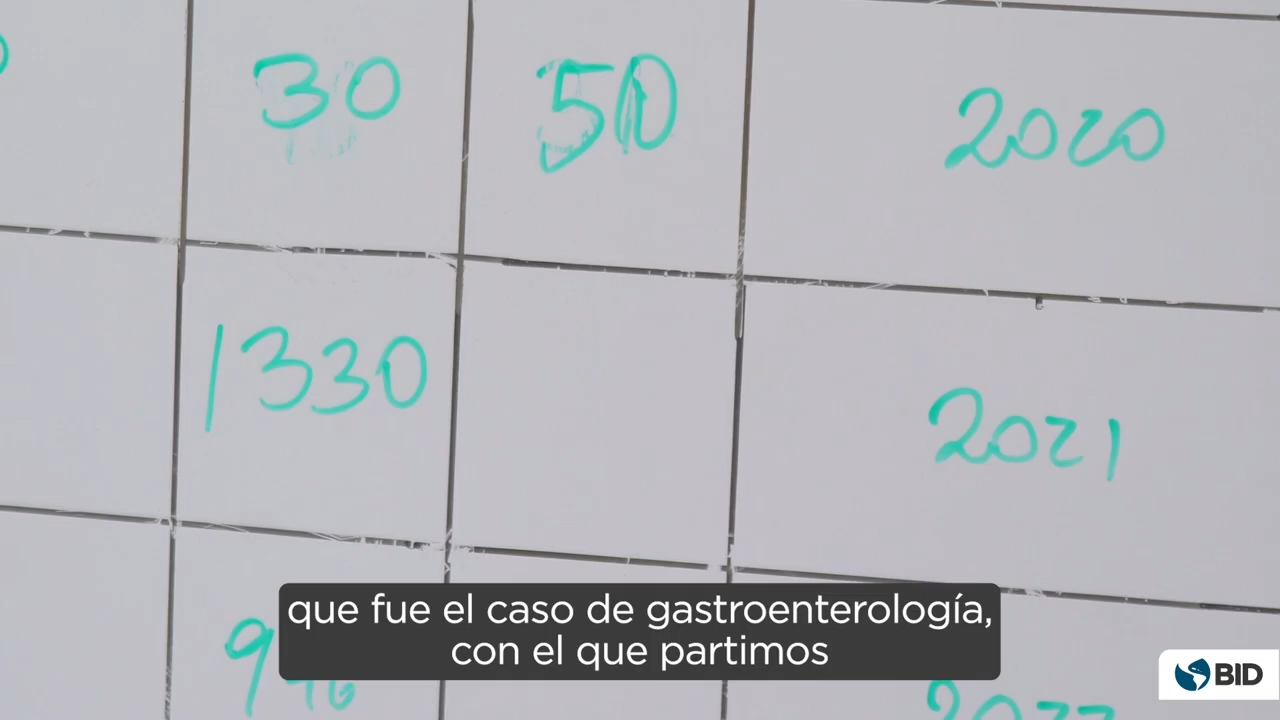 30 50 2020
1330 2021
que fue el caso de gastroenterología,
con el que partimos
BID